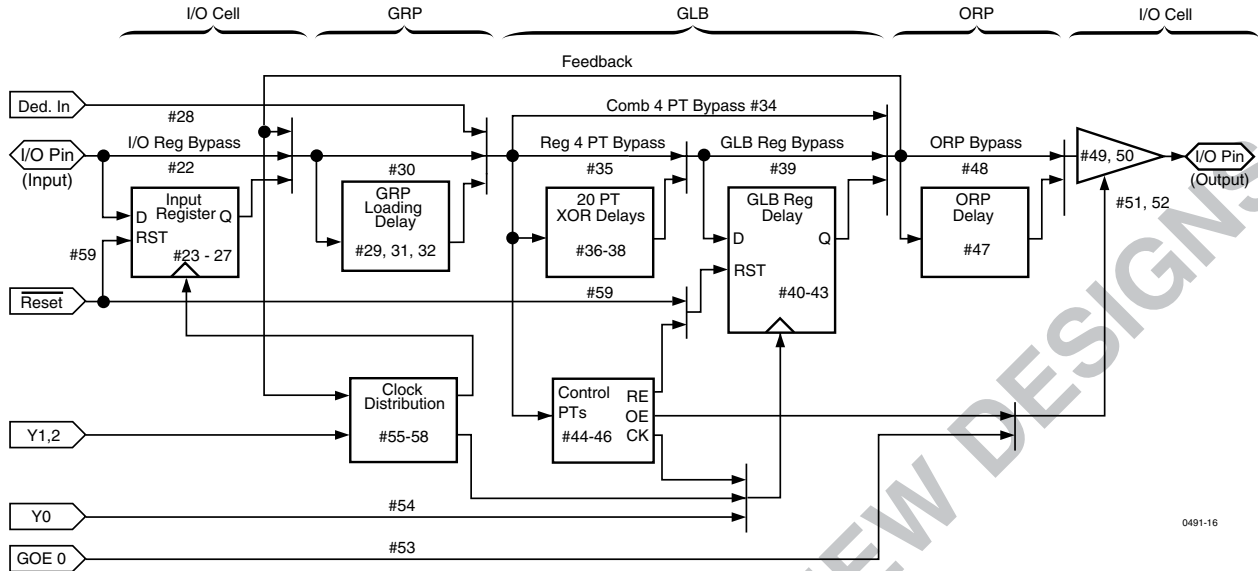 I/O Cell
GRP
GLB
ORP
I/O Cell
Feedback
Ded. In
#28
Comb 4 PT Bypass #34
I/O Pin
(Input)
I/O Reg Bypass
#22
#30
Reg 4 PT Bypass
#35
GLB Reg Bypass
#39
ORP Bypass
#48
#49, 50
I/O Pin
(Output)
#51, 52
Input
Register
D
Q
RST
#23 - 27
#59
GRP
Loading
Delay
#29, 31, 32
20 PT
XOR Delays
#36-38
GLB Reg
Delay
D
Q
RST
#40-43
ORP
Delay
#47
Reset
#59
Clock
Distribution
#55-58
Control
PTs
#44-46
RE
OE
CK
Y1,2
Y0
#54
GOE 0
#53
0491-16
EW DESIGNS